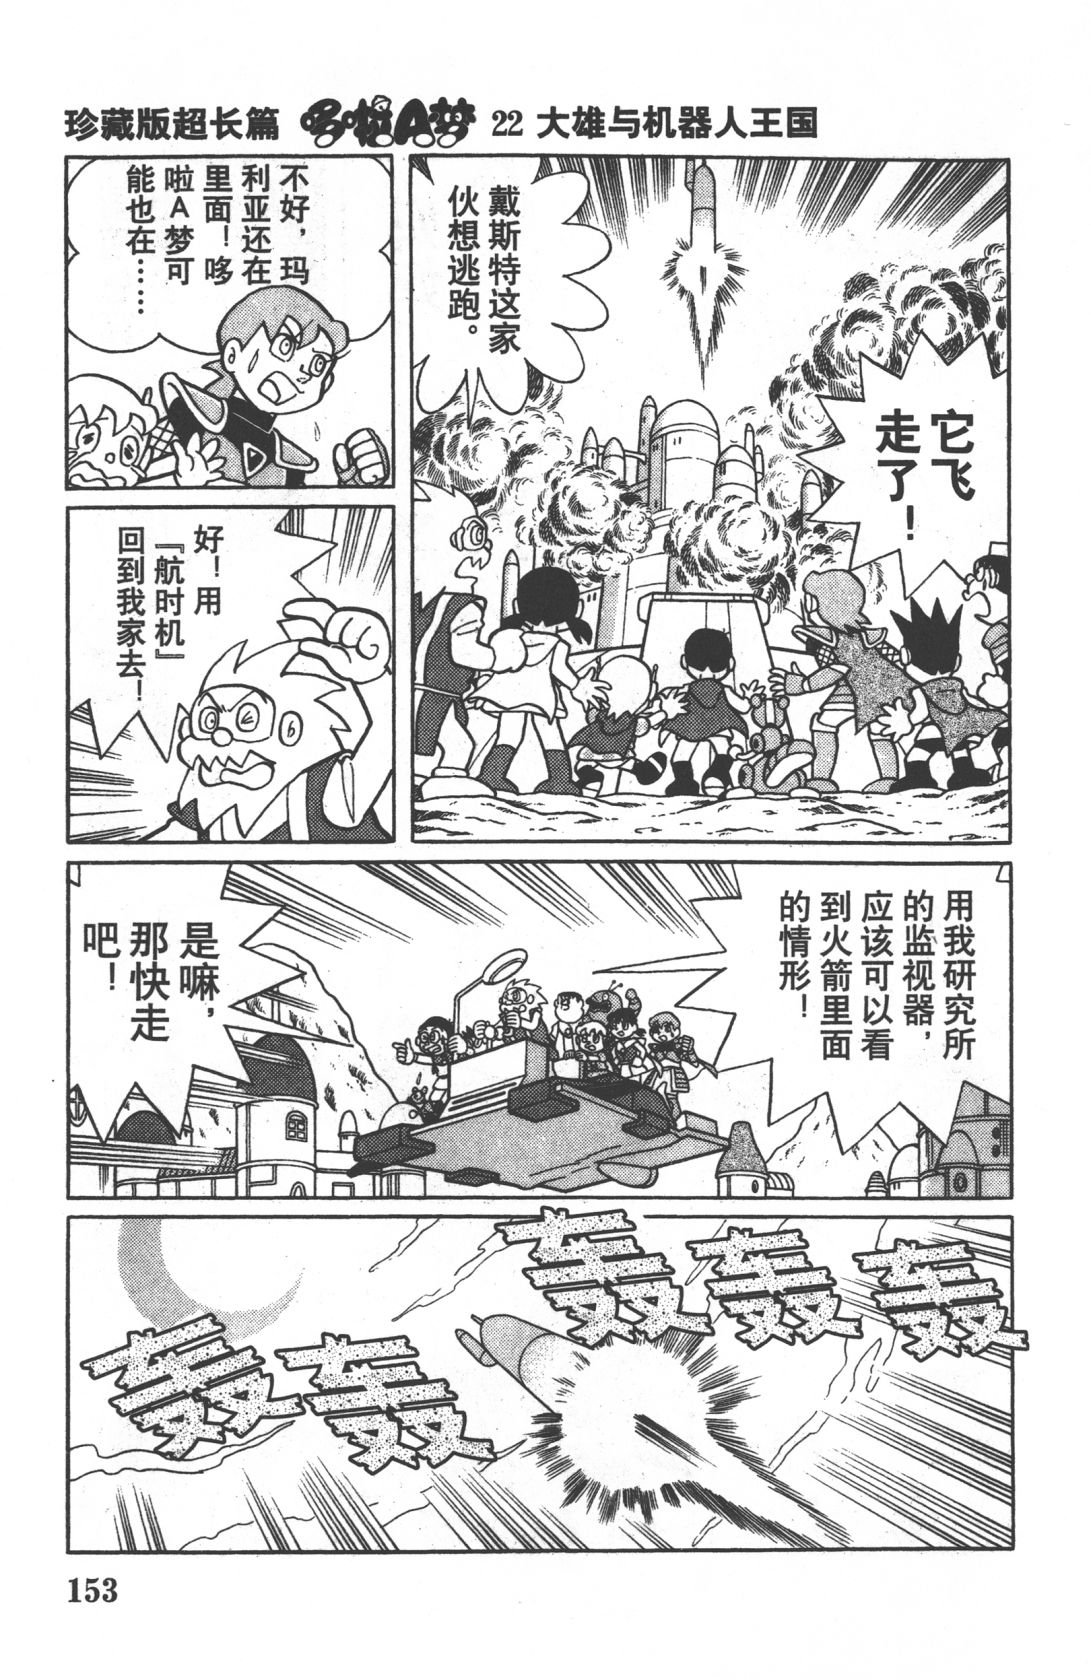 珍藏版超长篇 哆啦A梦 22 大雄与机器人王国
它飞
走了！
戴斯特这家
伙想逃跑。
不好，玛
利亚还在
里面！哆
啦A梦可
能也在……
好！用
『航时机』
回到我家去！
用我研究所
的监视器，
应该可以看
到火箭里面
的情形！
是嘛，
那快走
吧！
轰轰轰轰轰
153